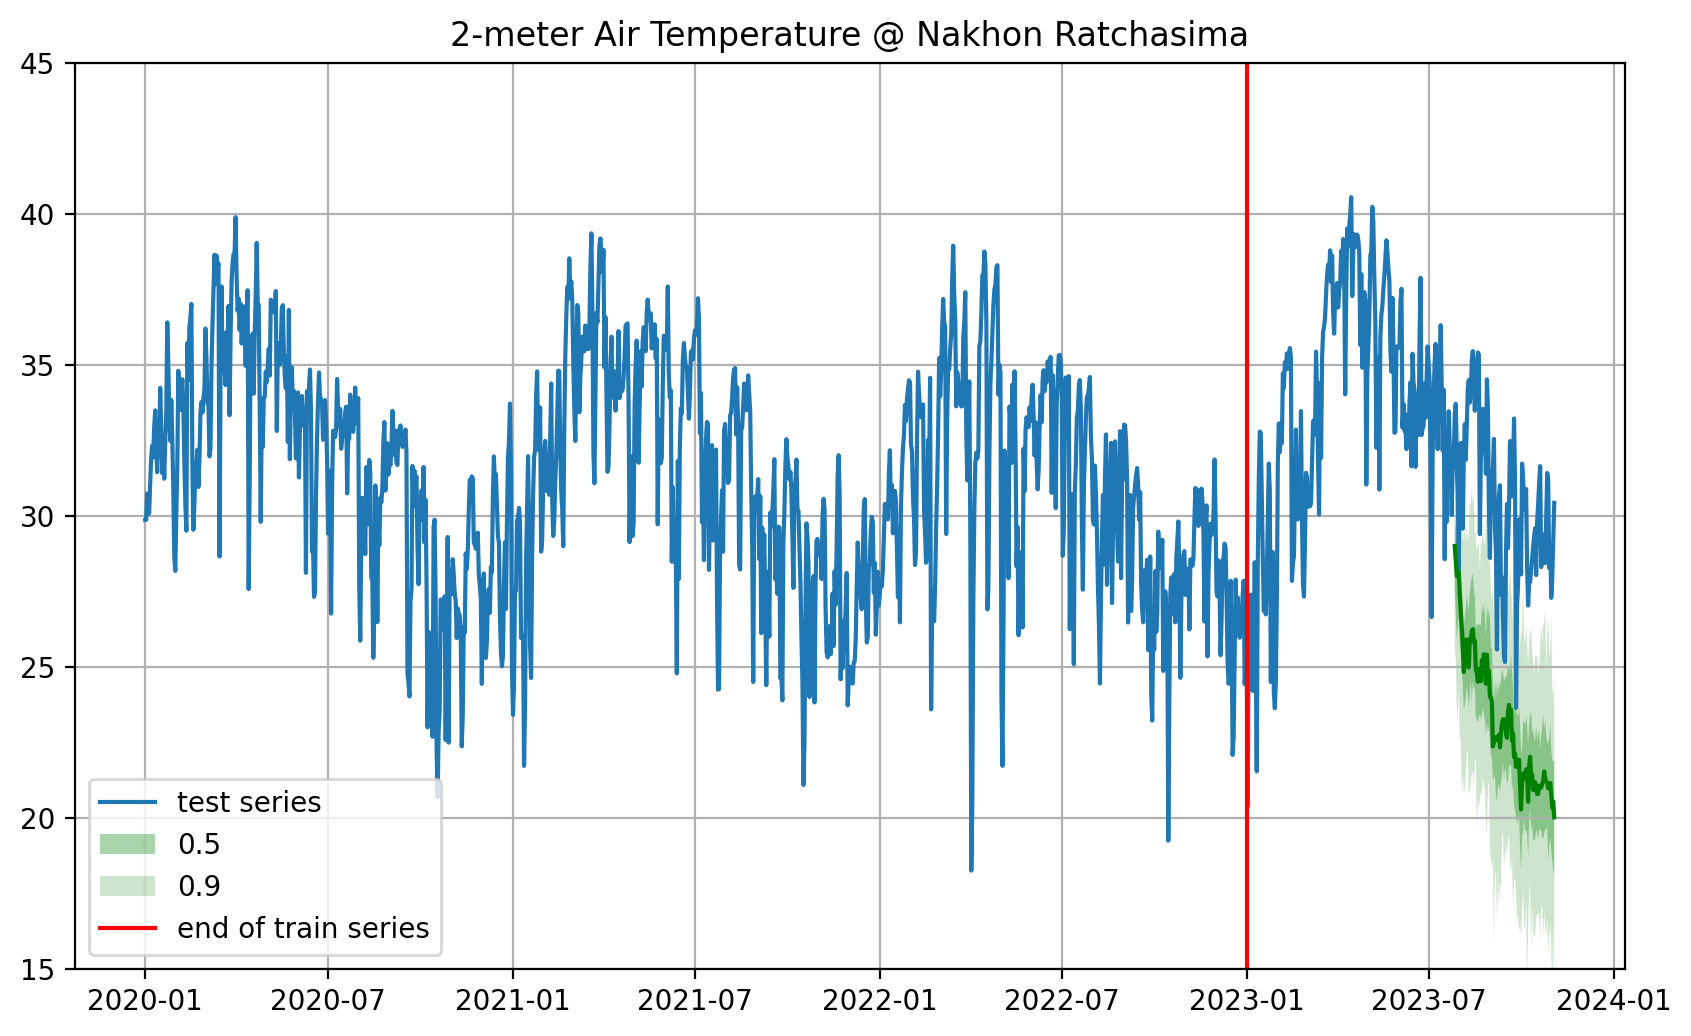 2-meter Air Temperature @ Nakhon Ratchasima
45
40
35
30
25
20
15
test series
0.5
0.9
end of train series
2020-01 2020-07 2021-01 2021-07 2022-01 2022-07 2023-01 2023-07 2024-01